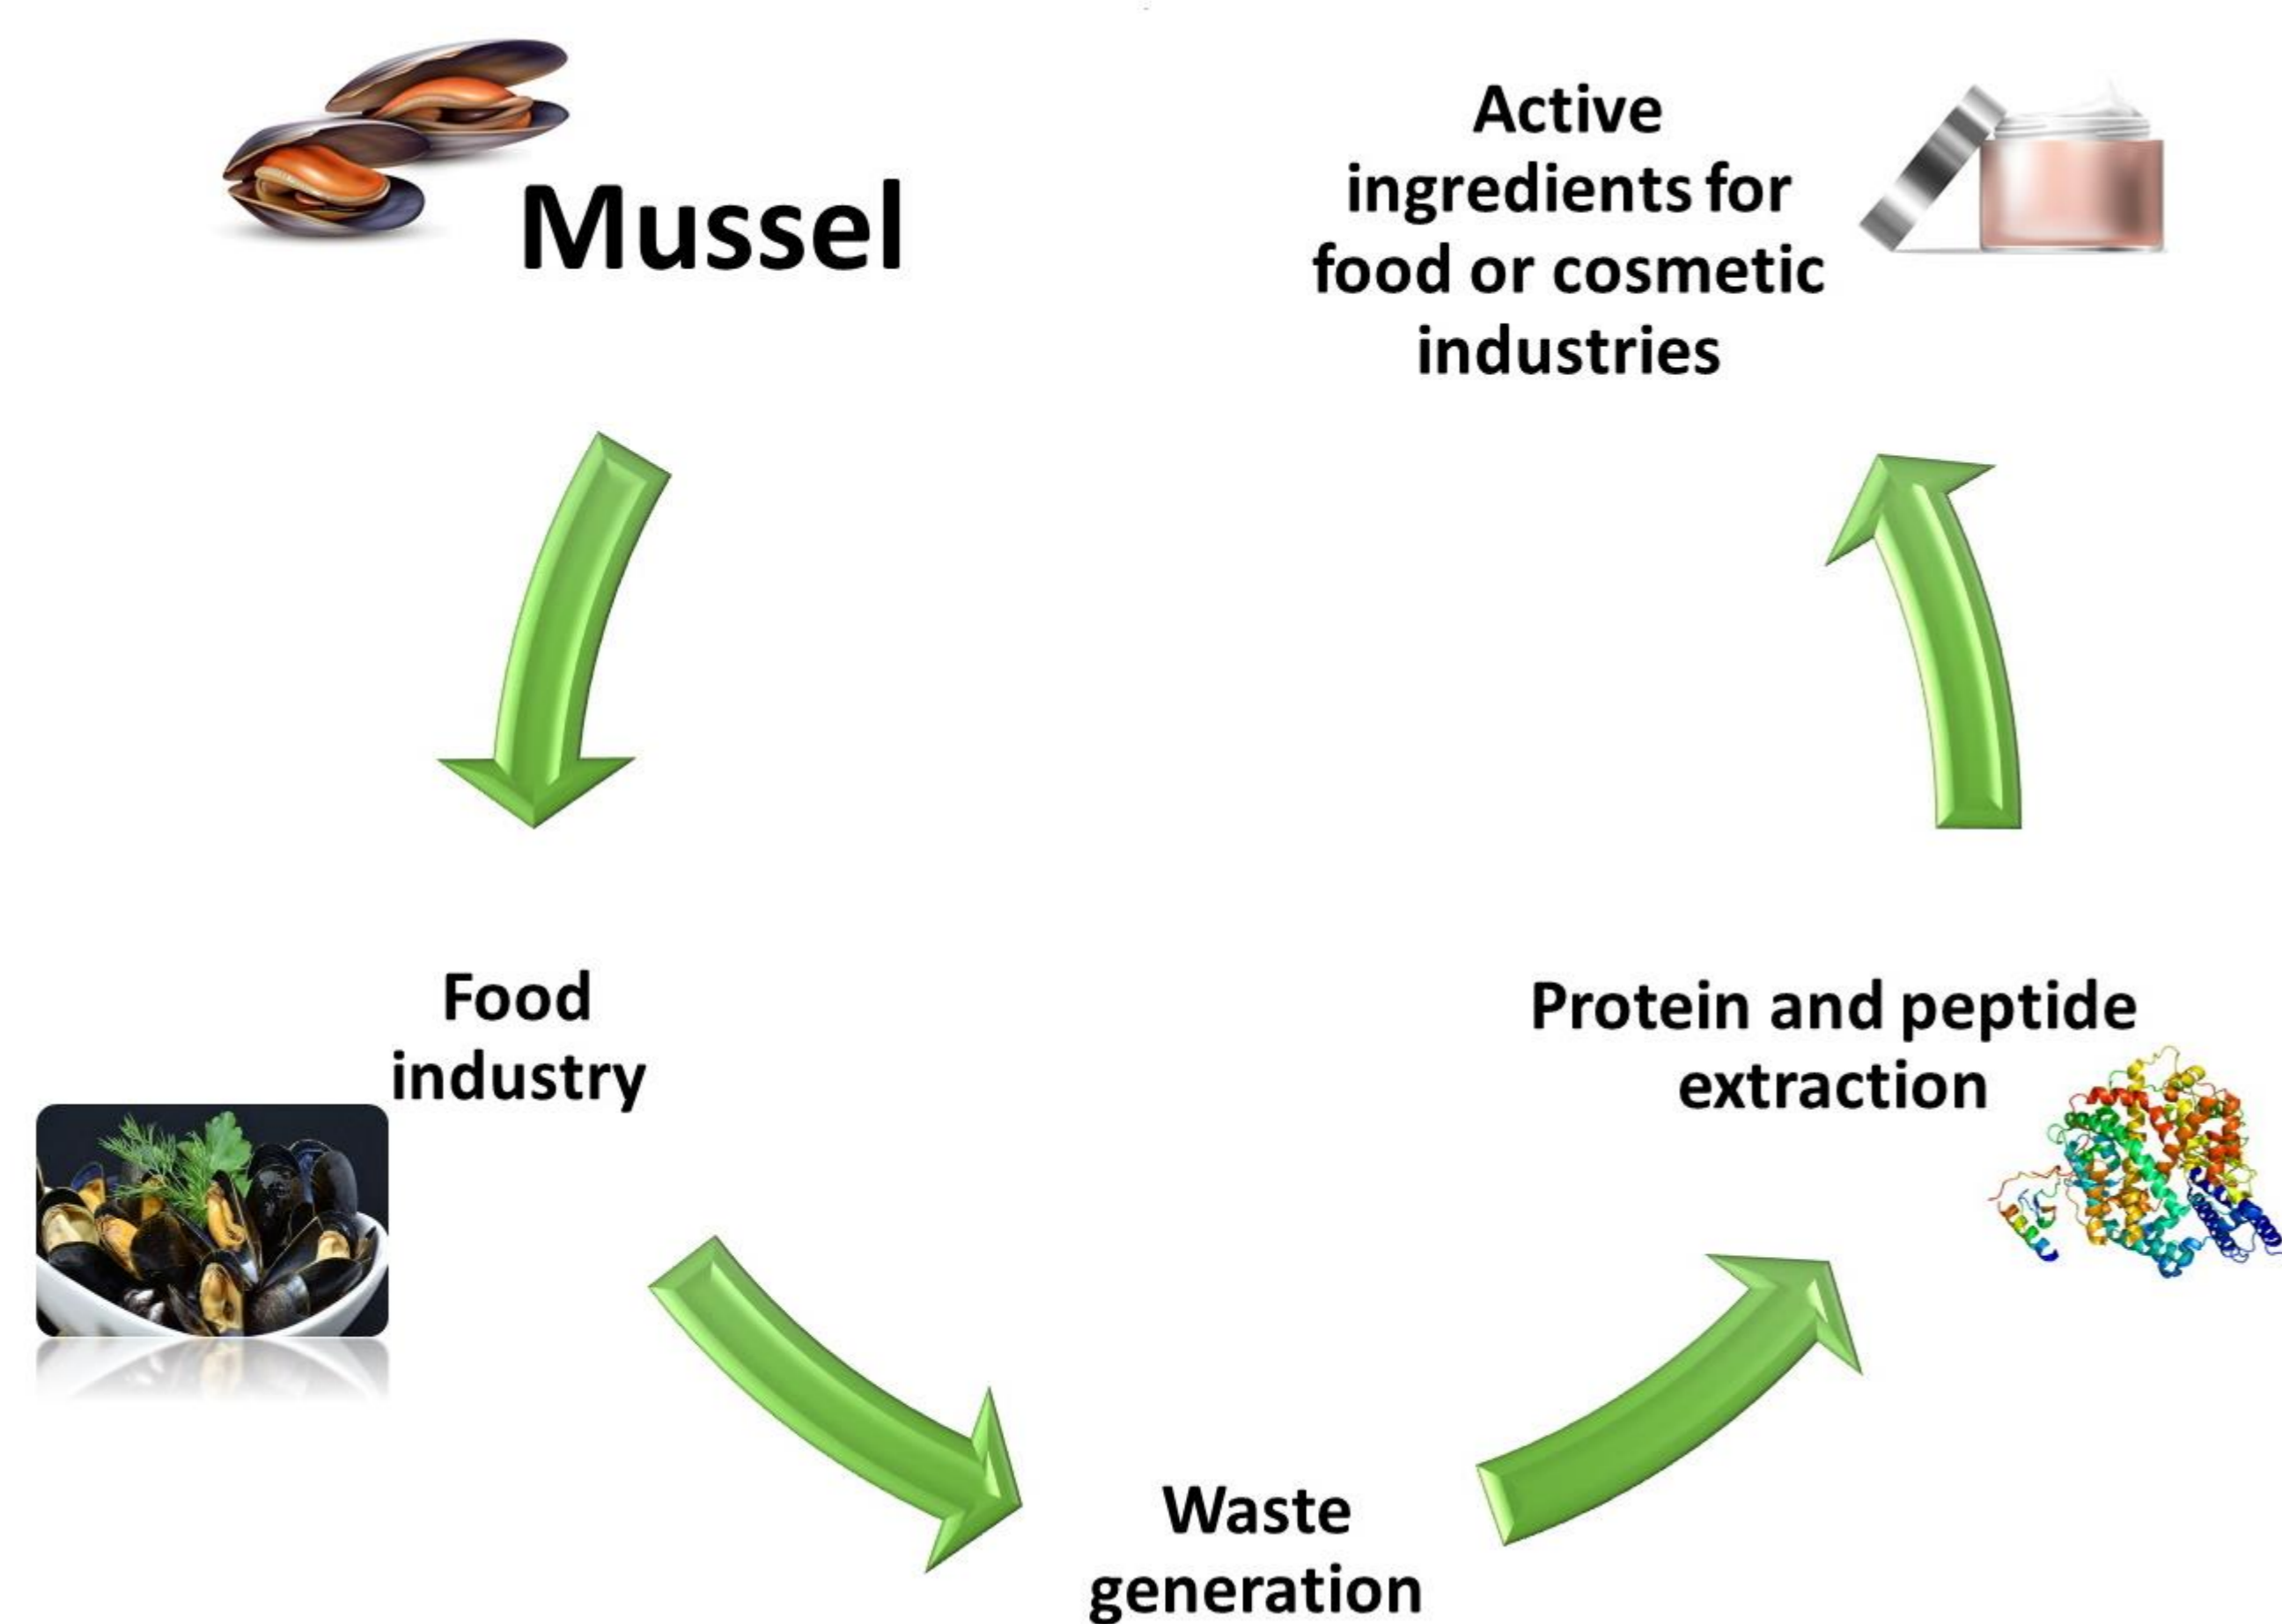 Mussel
Active
ingredients for
food or cosmetic
industries
Food
industry
Protein and peptide
extraction
Waste
generation